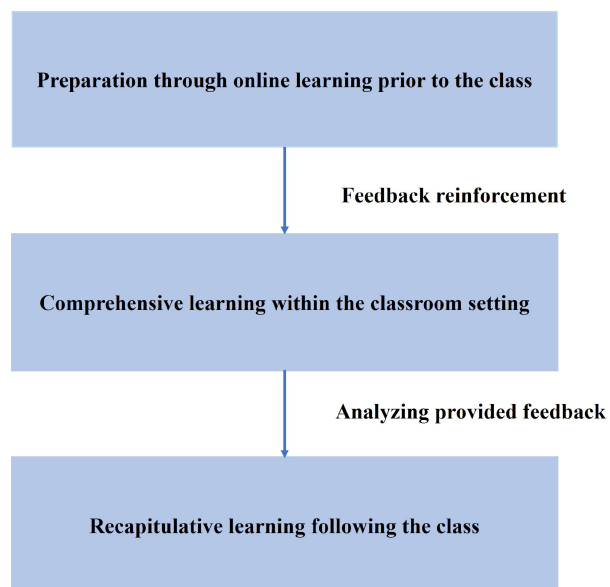 Preparation through online learning prior to the class
Feedback reinforcement
Comprehensive learning within the classroom setting
Analyzing provided feedback
Recapitulative learning following the class